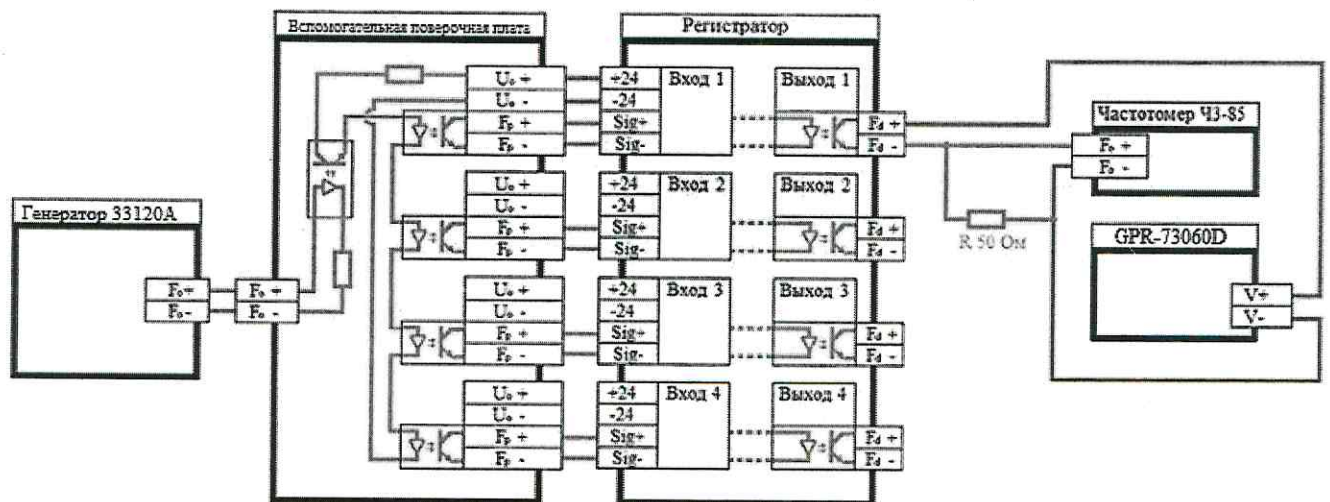 Вспомогательная поверочная плата
Регистратор
Генератор 33120А
F₀+
F₀-
F₀ +
F₀ -
U₀ +
U₀ -
Fₚ +
Fₚ -
U₀ +
U₀ -
Fₚ +
Fₚ -
U₀ +
U₀ -
Fₚ +
Fₚ -
U₀ +
U₀ -
Fₚ +
Fₚ -
+24
-24
Sig+
Sig-
Вход 1
+24
-24
Sig+
Sig-
Вход 2
+24
-24
Sig+
Sig-
Вход 3
+24
-24
Sig+
Sig-
Вход 4
Выход 1
Fd +
Fd -
Выход 2
Fd +
Fd -
Выход 3
Fd +
Fd -
Выход 4
Fd +
Fd -
Частотомер ЧЗ-85
F₀ +
F₀ -
R 50 Ом
GPR-73060D
V+
V-